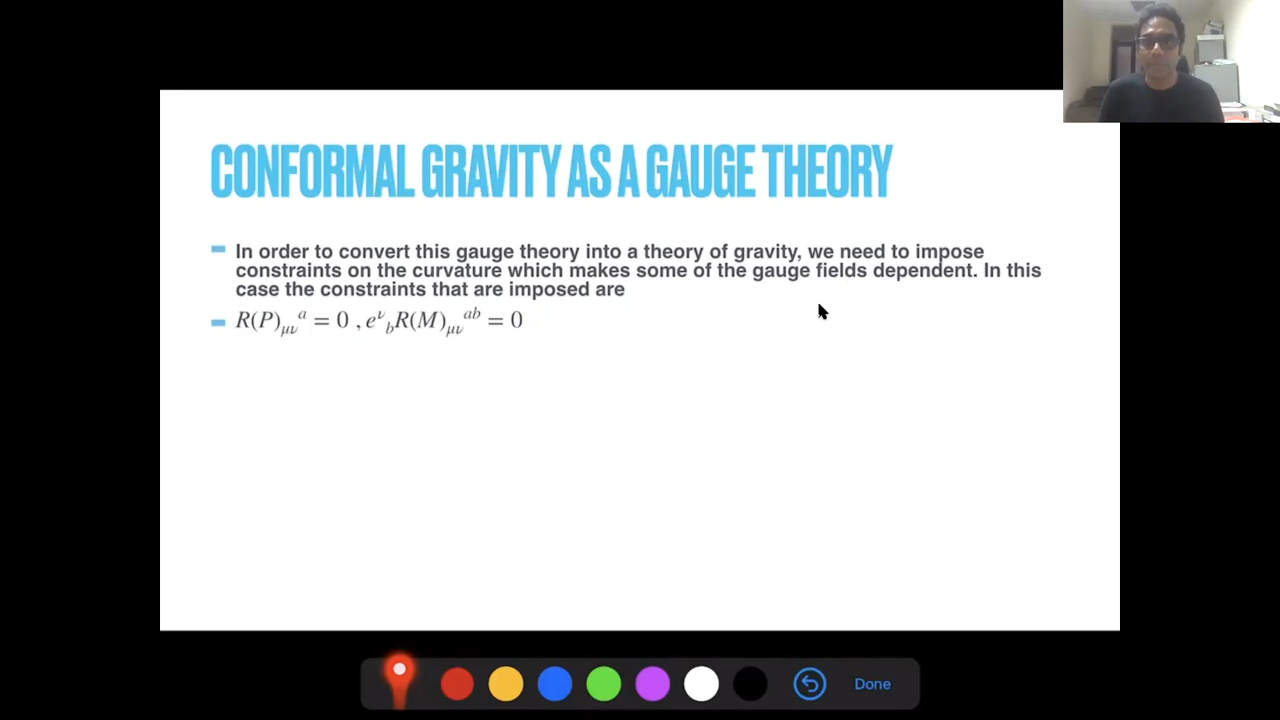 CONFORMAL GRAVITY AS A GAUGE THEORY
In order to convert this gauge theory into a theory of gravity, we need to impose
constraints on the curvature which makes some of the gauge fields dependent. In this
case the constraints that are imposed are
R(P)_{μν}^a = 0 , e^ν_b R(M)_{μν}^{ab} = 0
Done